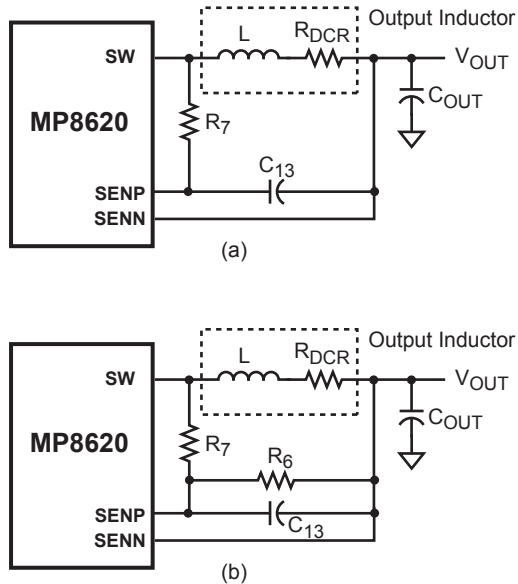 Output Inductor
L
RDCR
SW
VOUT
COUT
MP8620
R7
C13
SENP
SENN
(a)
Output Inductor
L
RDCR
SW
VOUT
COUT
MP8620
R7
R6
SENP
C13
SENN
(b)